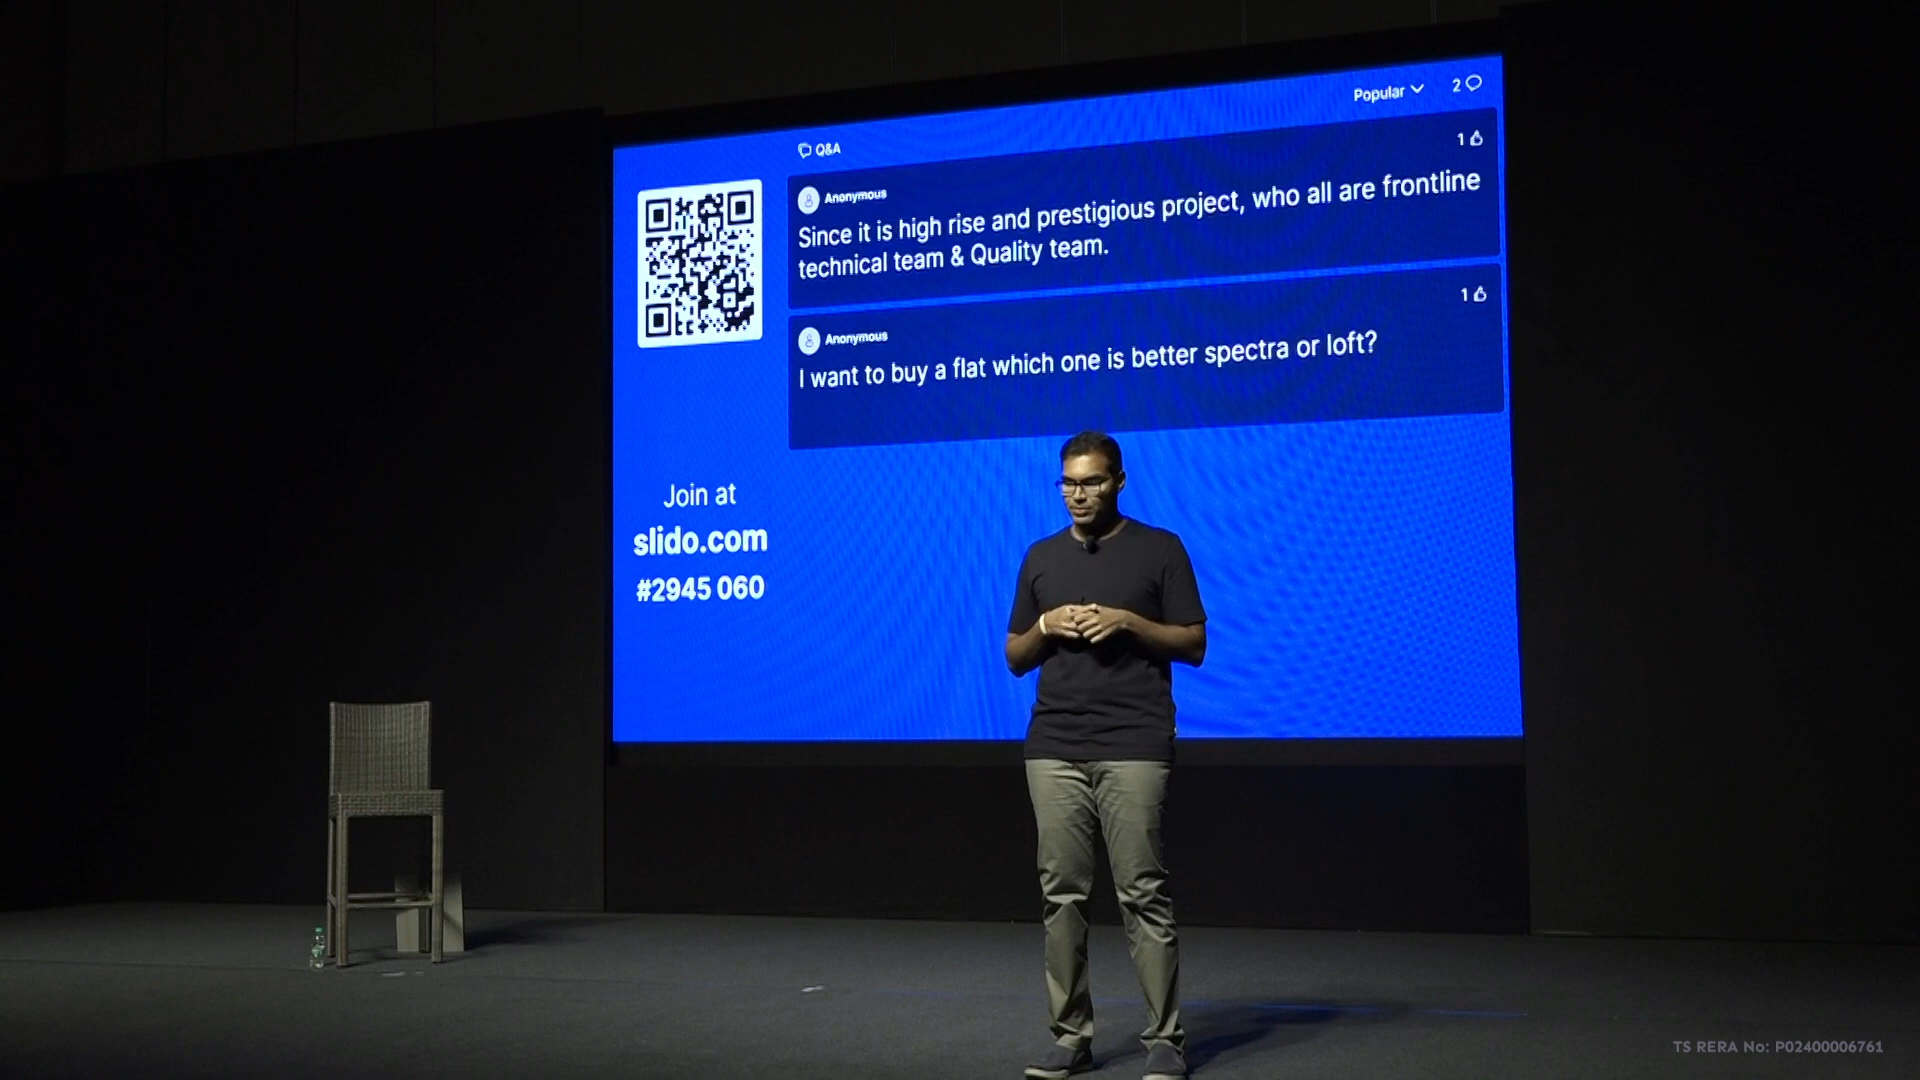 Popular
2
Q&A
1
Anonymous
Since it is high rise and prestigious project, who all are frontline
technical team & Quality team.
1
Anonymous
I want to buy a flat which one is better spectra or loft?
Join at
slido.com
#2945 060
TS RERA No: P02400006761